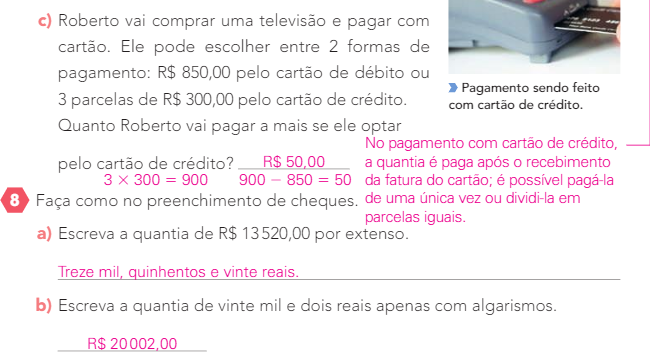 c) Roberto vai comprar uma televisão e pagar com
cartão. Ele pode escolher entre 2 formas de
pagamento: R$ 850,00 pelo cartão de débito ou
3 parcelas de R$ 300,00 pelo cartão de crédito.
Quanto Roberto vai pagar a mais se ele optar
pelo cartão de crédito? R$ 50,00
3 × 300 = 900 900 − 850 = 50
Pagamento sendo feito
com cartão de crédito.
No pagamento com cartão de crédito,
a quantia é paga após o recebimento
da fatura do cartão; é possível pagá-la
de uma única vez ou dividi-la em
parcelas iguais.
8 Faça como no preenchimento de cheques.
a) Escreva a quantia de R$ 13 520,00 por extenso.
Treze mil, quinhentos e vinte reais.
b) Escreva a quantia de vinte mil e dois reais apenas com algarismos.
R$ 20 002,00